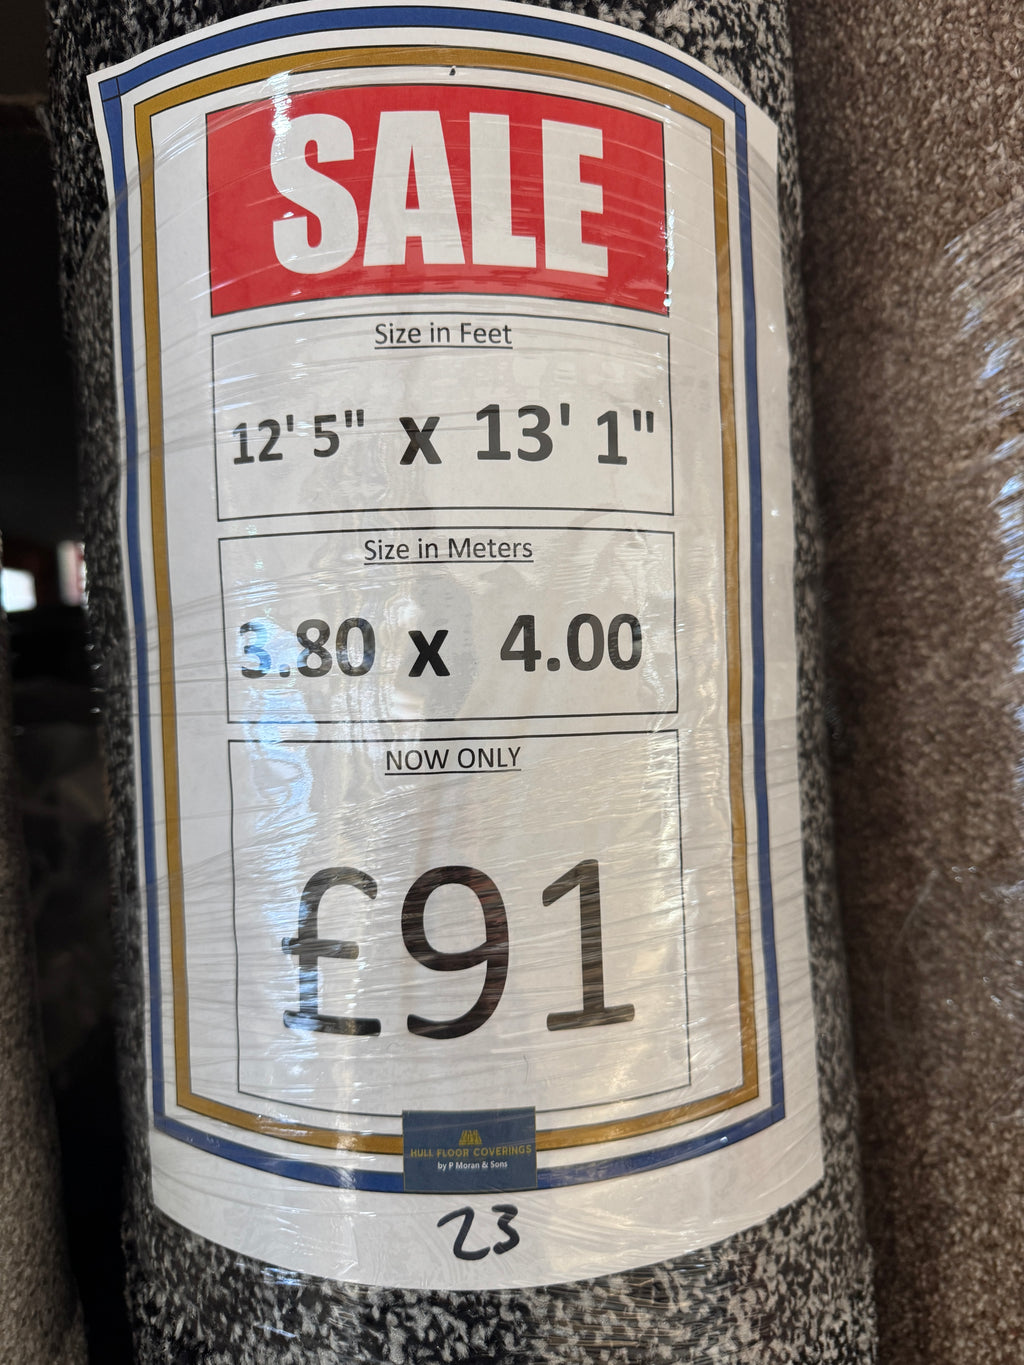 SALE
Size in Feet
12' 5" x 13' 1"
Size in Meters
3.80 x 4.00
NOW ONLY
£91
HULL FLOOR COVERINGS
by P Moran & Sons
23